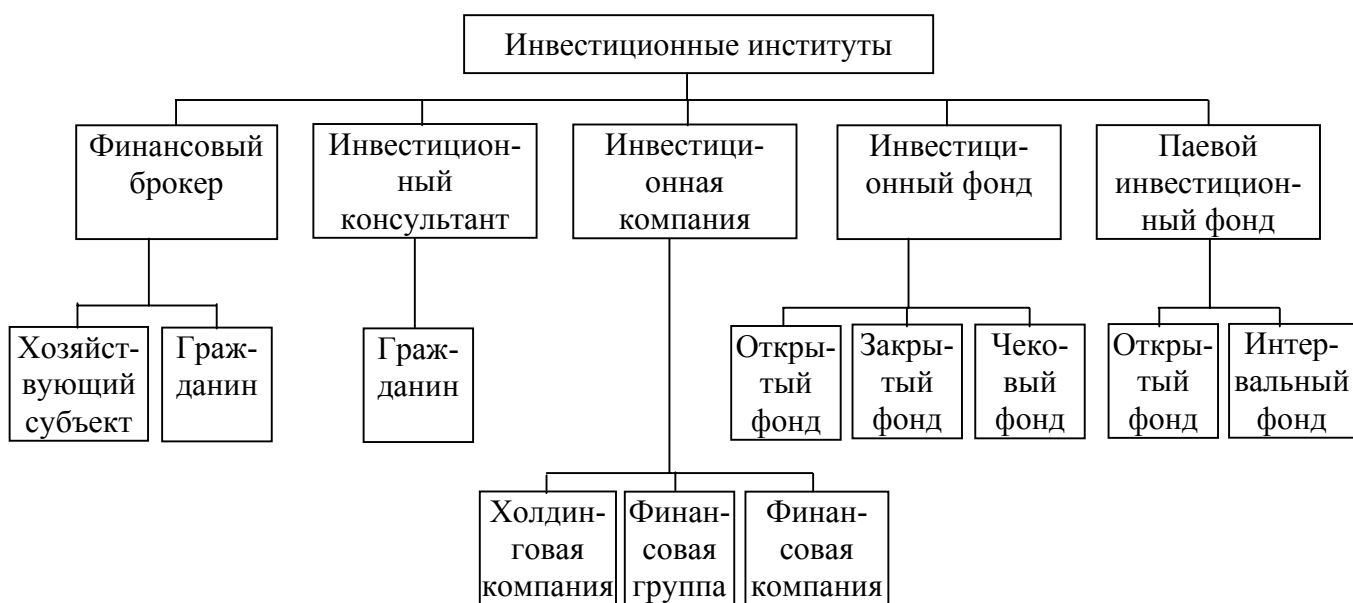 Инвестиционные институты
Финансовый
брокер
Инвестицион-
ный
консультант
Инвестици-
онная
компания
Инвестици-
онный фонд
Паевой
инвестицион-
ный фонд
Хозяйст-
вующий
субъект
Граж-
данин
Граж-
данин
Откры-
тый
фонд
Закры-
тый
фонд
Чеко-
вый
фонд
Откры-
тый
фонд
Интер-
вальный
фонд
Холдин-
говая
компания
Финан-
совая
группа
Финан-
совая
компания